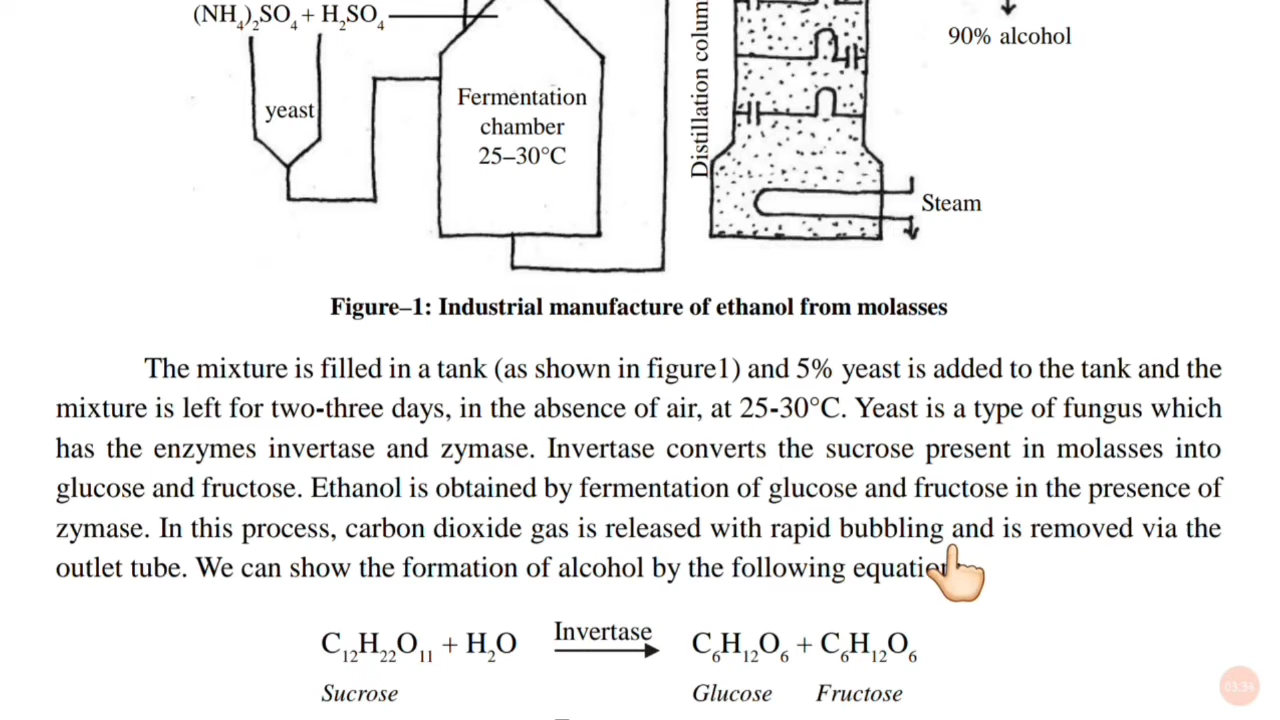 (NH₄)₂SO₄ + H₂SO₄
yeast
Fermentation
chamber
25–30°C
Distillation colum
90% alcohol
Steam
Figure–1: Industrial manufacture of ethanol from molasses
The mixture is filled in a tank (as shown in figure1) and 5% yeast is added to the tank and the
mixture is left for two-three days, in the absence of air, at 25-30°C. Yeast is a type of fungus which
has the enzymes invertase and zymase. Invertase converts the sucrose present in molasses into
glucose and fructose. Ethanol is obtained by fermentation of glucose and fructose in the presence of
zymase. In this process, carbon dioxide gas is released with rapid bubbling and is removed via the
outlet tube. We can show the formation of alcohol by the following equation
C₁₂H₂₂O₁₁ + H₂O Invertase C₆H₁₂O₆ + C₆H₁₂O₆
Sucrose Glucose Fructose
03:34